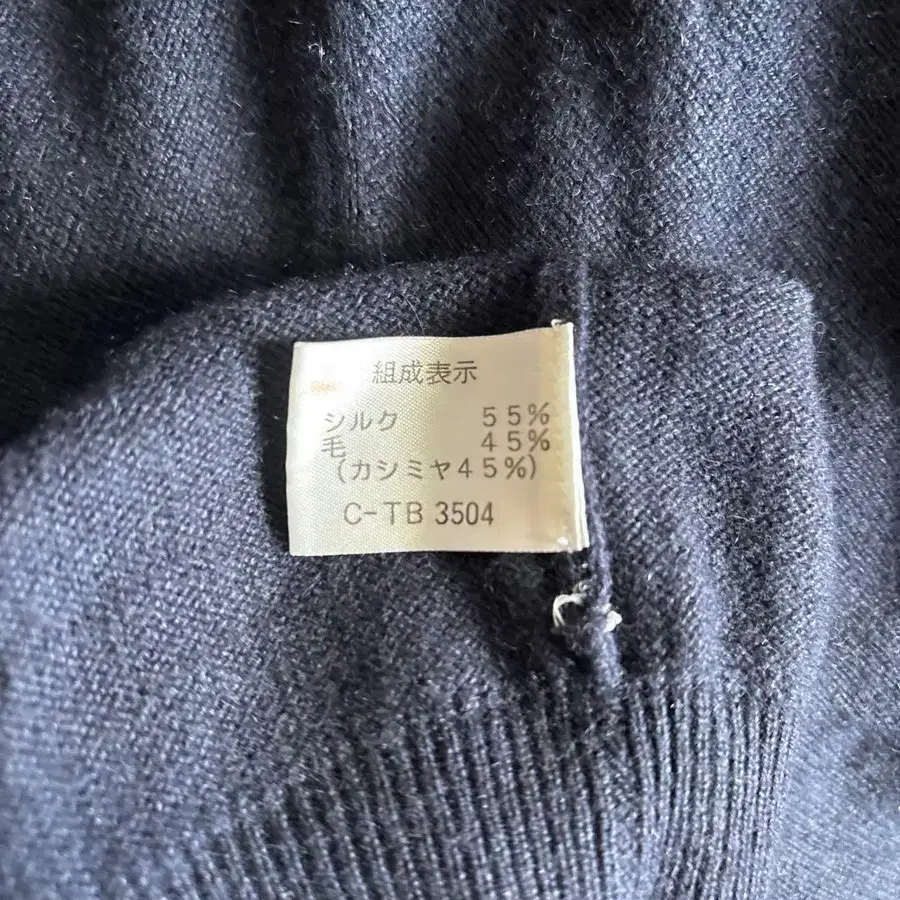 組成表示
シルク 55%
毛 45%
(カシミヤ45%)
C-TB 3504